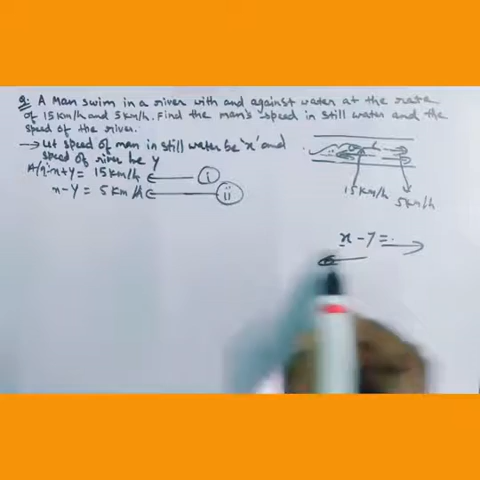 Q: A Man swim in a river with and against water at the rate
of 15 km/h and 5 km/h. Find the man's speed in still water and the
speed of the river.
→ Let speed of man in still water be 'x' and
speed of river be y
A/q: x+y = 15 km/h ← (i)
x-y = 5 km/h ← (ii)
15 km/h
5 km/h
x - y =